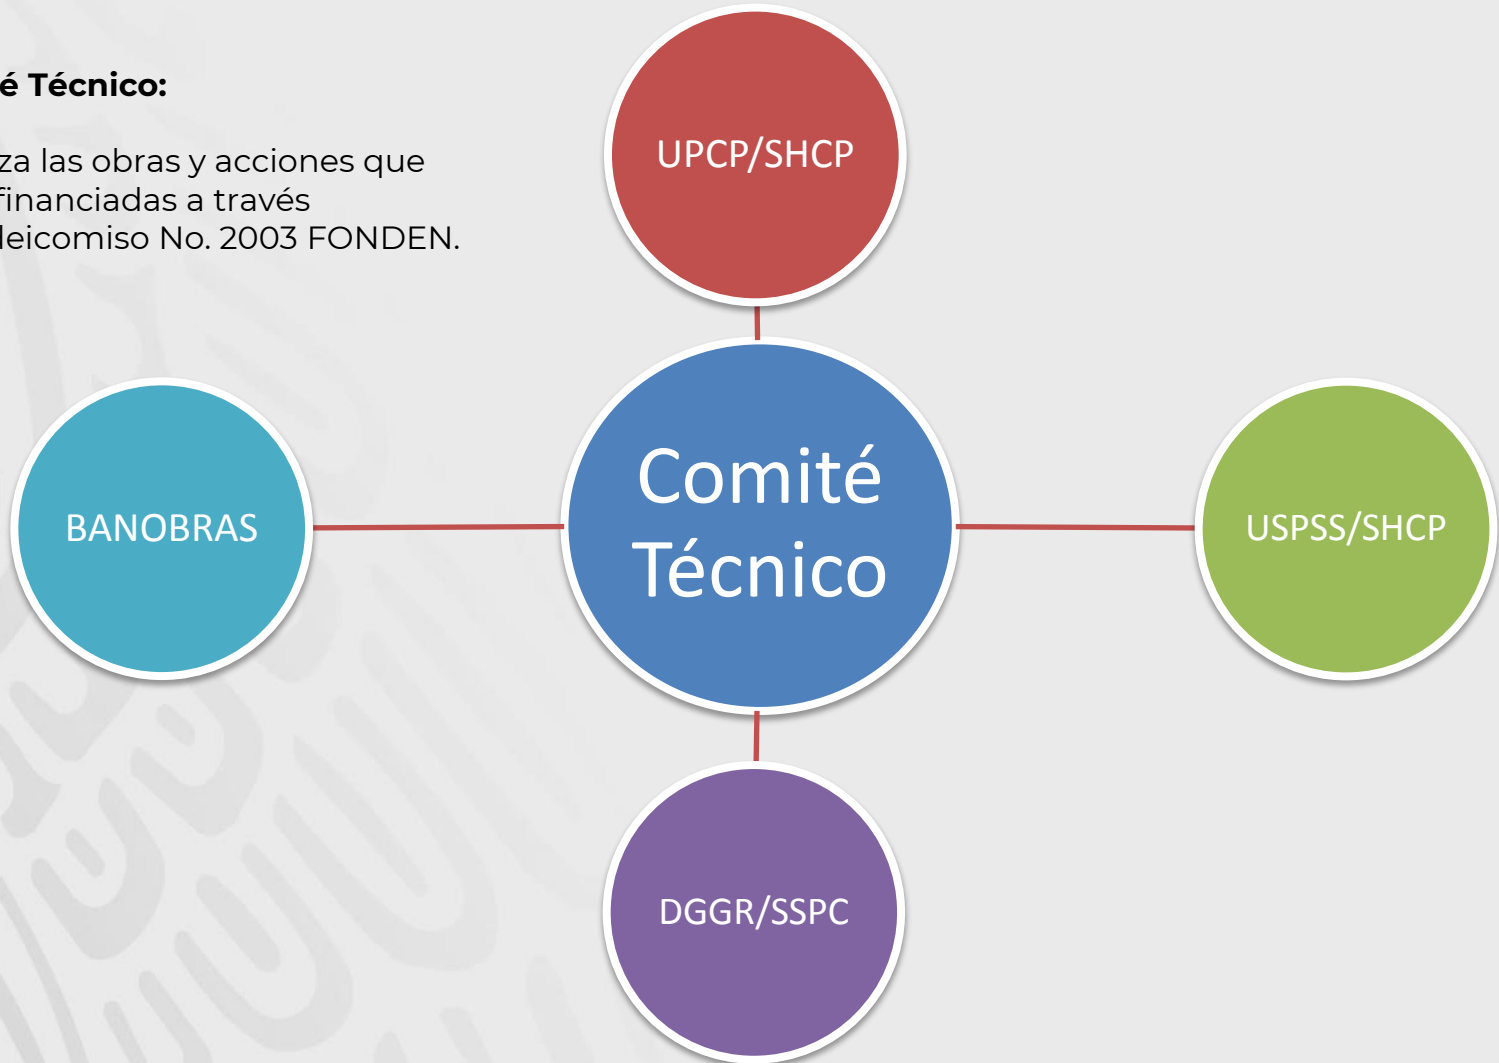 é Técnico:
za las obras y acciones que
financiadas a través
leicomiso No. 2003 FONDEN.
UPCP/SHCP
Comité
Técnico
BANOBRAS
USPSS/SHCP
DGGR/SSPC